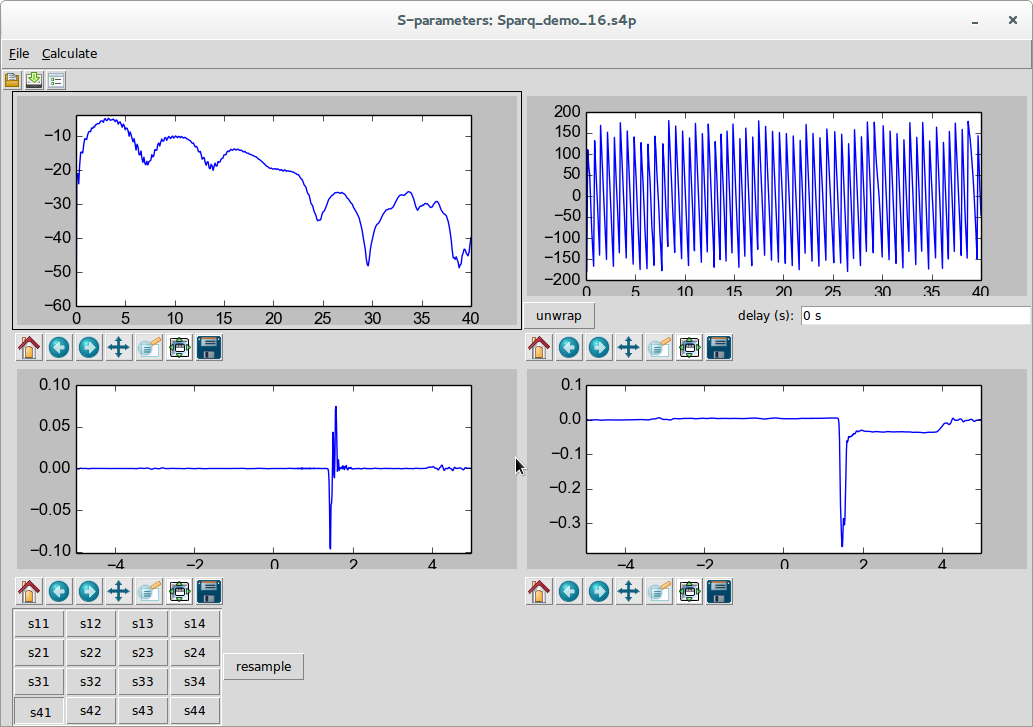 S-parameters: Sparq_demo_16.s4p
File Calculate
−10
−20
−30
−40
−50
−60
0 5 10 15 20 25 30 35 40
200
150
100
50
0
−50
−100
−150
−200
0 5 10 15 20 25 30 35 40
unwrap delay (s): 0 s
0.10
0.05
0.00
−0.05
−0.10
−4 −2 0 2 4
0.1
0.0
−0.1
−0.2
−0.3
−4 −2 0 2 4
s11 s12 s13 s14
s21 s22 s23 s24
s31 s32 s33 s34
s41 s42 s43 s44
resample